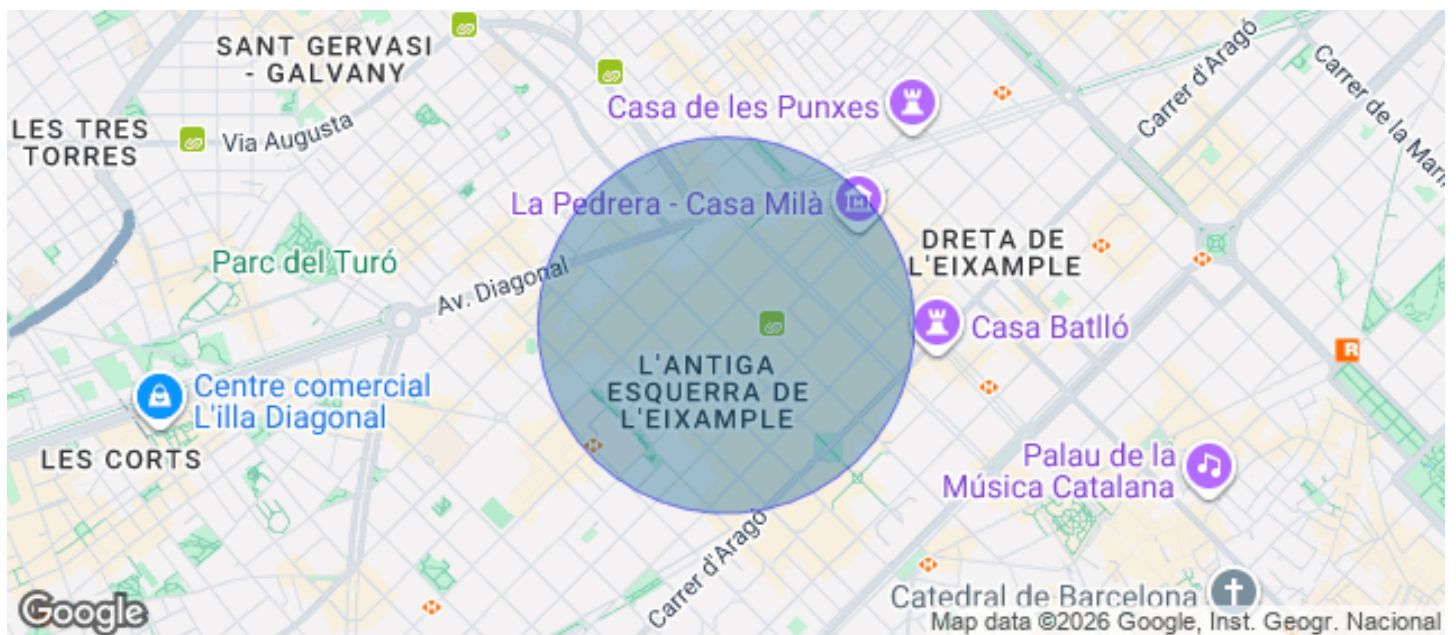 SANT GERVASI
- GALVANY
Carrer d'Aragó
Carrer de la Marin
Casa de les Punxes
LES TRES
TORRES
Via Augusta
La Pedrera - Casa Milà
DRETA DE
L'EIXAMPLE
Parc del Turó
Av. Diagonal
Casa Batlló
R
L'ANTIGA
ESQUERRA DE
L'EIXAMPLE
Centre comercial
L'illa Diagonal
LES CORTS
Palau de la
Música Catalana
Carrer d'Aragó
Catedral de Barcelona
Google
Map data ©2026 Google, Inst. Geogr. Nacional